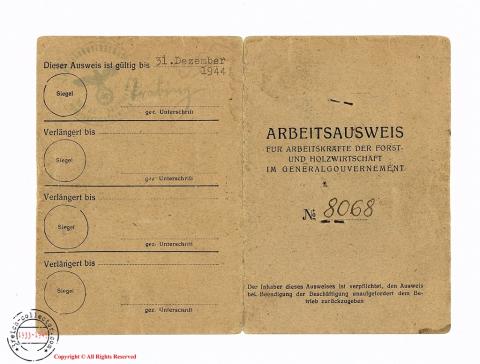 Dieser Ausweis ist gültig bis 31. Dezember
1944
Siegel
gez. Unterschrift
Verlängert bis
Siegel
gez. Unterschrift
Verlängert bis
Siegel
gez. Unterschrift
Verlängert bis
Siegel
gez. Unterschrift
ARBEITSAUSWEIS
FÜR ARBEITSKRÄFTE DER FORST-
UND HOLZWIRTSCHAFT
IM GENERALGOUVERNEMENT
№ 8068
Der Inhaber dieses Ausweises ist verpflichtet, den Ausweis
bei Beendigung der Beschäftigung unaufgefordert dem Be-
trieb zurückzugeben
Copyright © All Rights Reserved